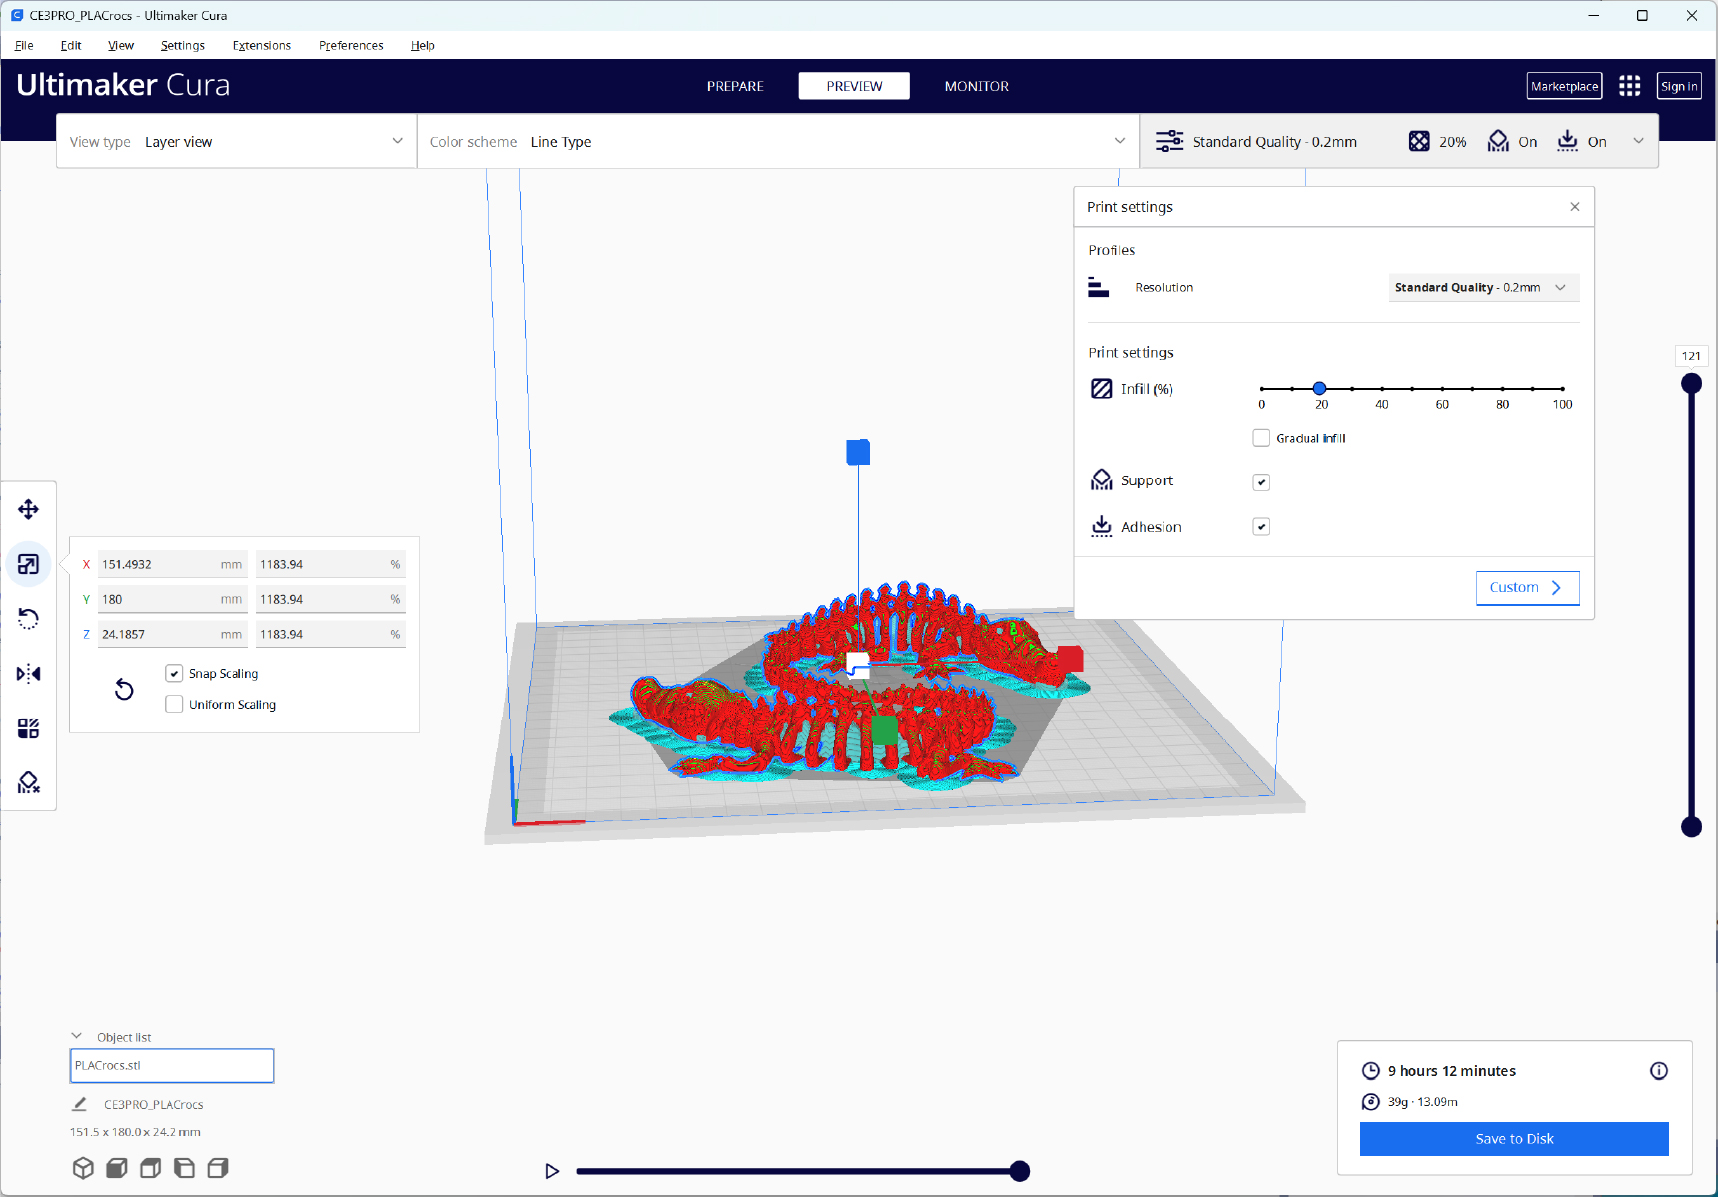 CE3PRO_PLACrocs - Ultimaker Cura
File Edit View Settings Extensions Preferences Help
Ultimaker Cura PREPARE PREVIEW MONITOR Marketplace Sign in
View type Layer view Color scheme Line Type Standard Quality - 0.2mm 20% On On
Print settings
Profiles
Resolution Standard Quality - 0.2mm
Print settings
Infill (%)
0 20 40 60 80 100
Gradual infill
Support
Adhesion
Custom
121
X 151.4932 mm 1183.94 %
Y 180 mm 1183.94 %
Z 24.1857 mm 1183.94 %
Snap Scaling
Uniform Scaling
Object list
PLACrocs.stl
CE3PRO_PLACrocs
151.5 x 180.0 x 24.2 mm
9 hours 12 minutes
39g · 13.09m
Save to Disk